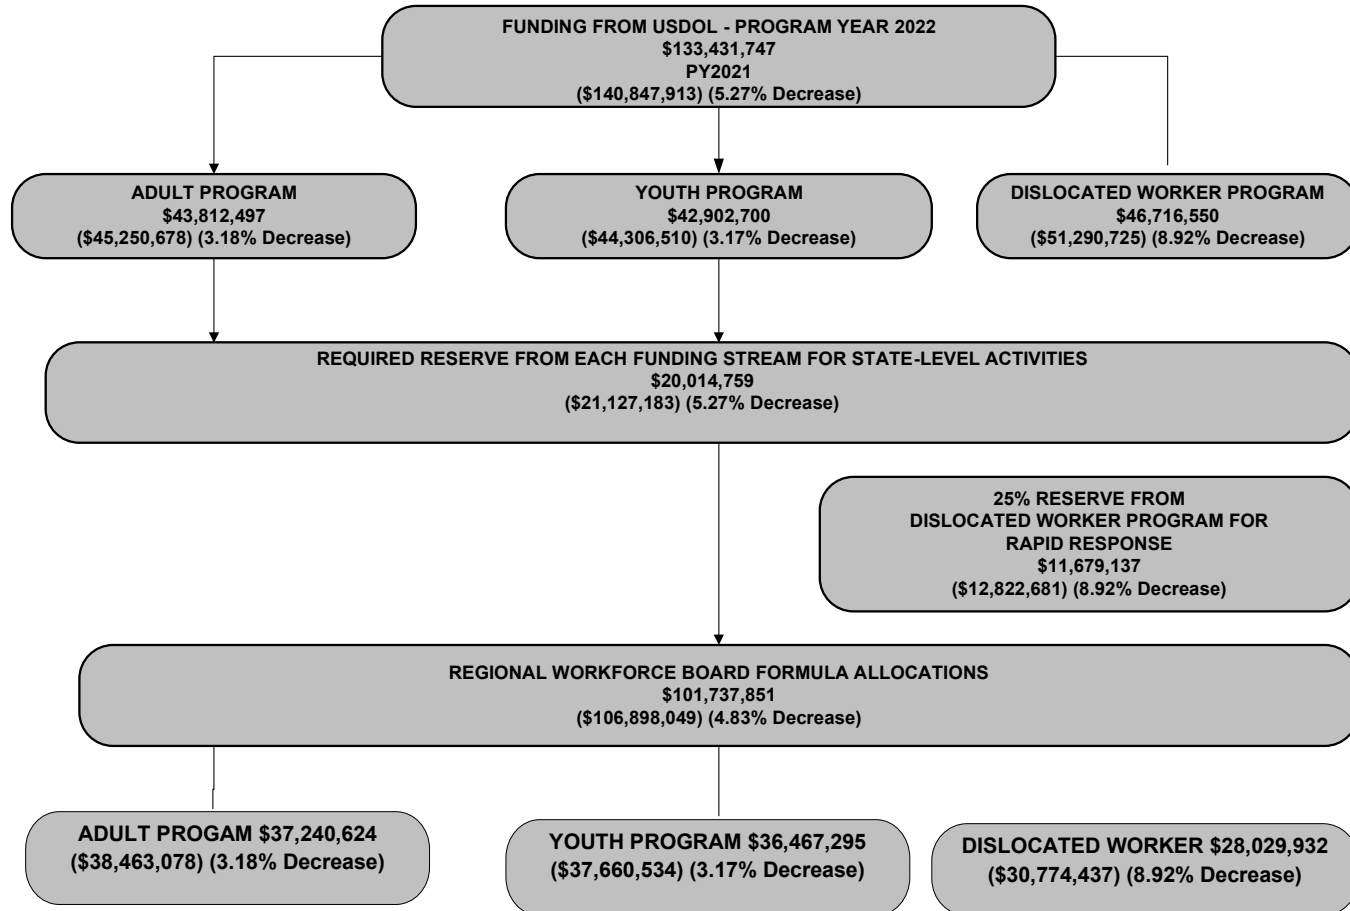 FUNDING FROM USDOL - PROGRAM YEAR 2022
$133,431,747
PY2021
($140,847,913) (5.27% Decrease)
ADULT PROGRAM
$43,812,497
($45,250,678) (3.18% Decrease)
YOUTH PROGRAM
$42,902,700
($44,306,510) (3.17% Decrease)
DISLOCATED WORKER PROGRAM
$46,716,550
($51,290,725) (8.92% Decrease)
REQUIRED RESERVE FROM EACH FUNDING STREAM FOR STATE-LEVEL ACTIVITIES
$20,014,759
($21,127,183) (5.27% Decrease)
25% RESERVE FROM
DISLOCATED WORKER PROGRAM FOR
RAPID RESPONSE
$11,679,137
($12,822,681) (8.92% Decrease)
REGIONAL WORKFORCE BOARD FORMULA ALLOCATIONS
$101,737,851
($106,898,049) (4.83% Decrease)
ADULT PROGAM $37,240,624
($38,463,078) (3.18% Decrease)
YOUTH PROGRAM $36,467,295
($37,660,534) (3.17% Decrease)
DISLOCATED WORKER $28,029,932
($30,774,437) (8.92% Decrease)